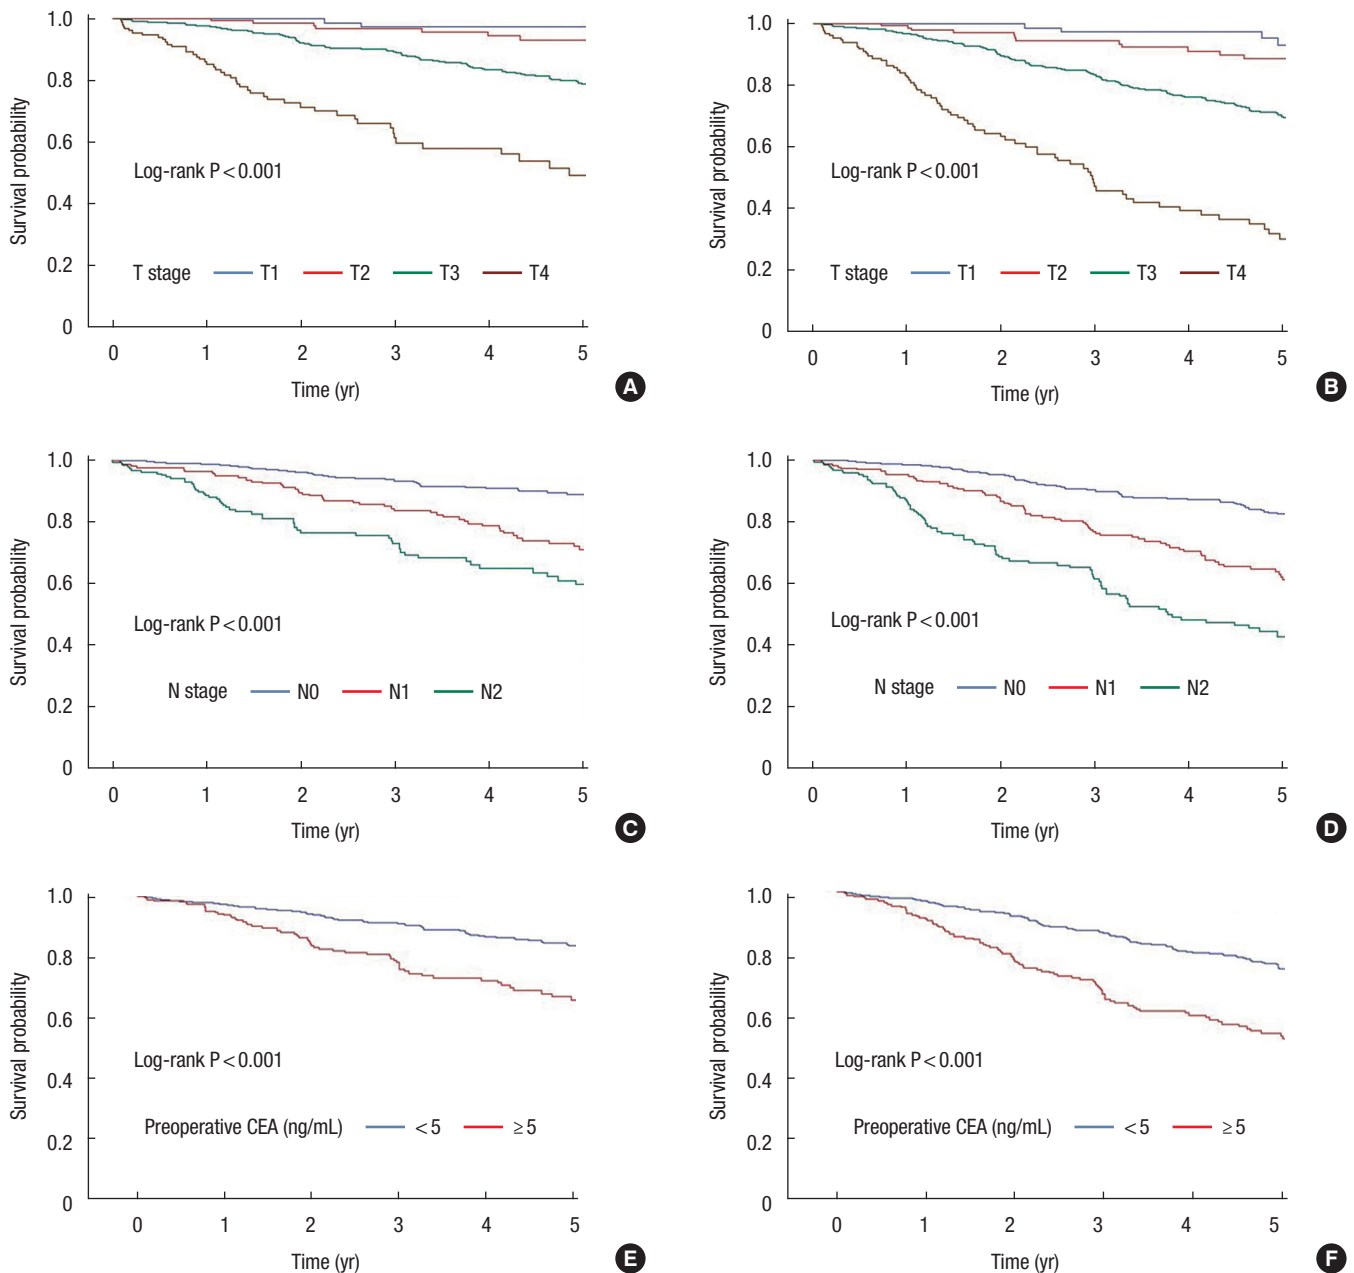 1.0
0.8
0.6
0.4
0.2
0
Survival probability
Log-rank P < 0.001
T stage T1 T2 T3 T4
0 1 2 3 4 5
Time (yr)
A
1.0
0.8
0.6
0.4
0.2
0
Survival probability
Log-rank P < 0.001
T stage T1 T2 T3 T4
0 1 2 3 4 5
Time (yr)
B
1.0
0.8
0.6
0.4
0.2
0
Survival probability
Log-rank P < 0.001
N stage N0 N1 N2
0 1 2 3 4 5
Time (yr)
C
1.0
0.8
0.6
0.4
0.2
0
Survival probability
Log-rank P < 0.001
N stage N0 N1 N2
0 1 2 3 4 5
Time (yr)
D
1.0
0.8
0.6
0.4
0.2
0
Survival probability
Log-rank P < 0.001
Preoperative CEA (ng/mL) < 5 ≥ 5
0 1 2 3 4 5
Time (yr)
E
1.0
0.8
0.6
0.4
0.2
0
Survival probability
Log-rank P < 0.001
Preoperative CEA (ng/mL) < 5 ≥ 5
0 1 2 3 4 5
Time (yr)
F